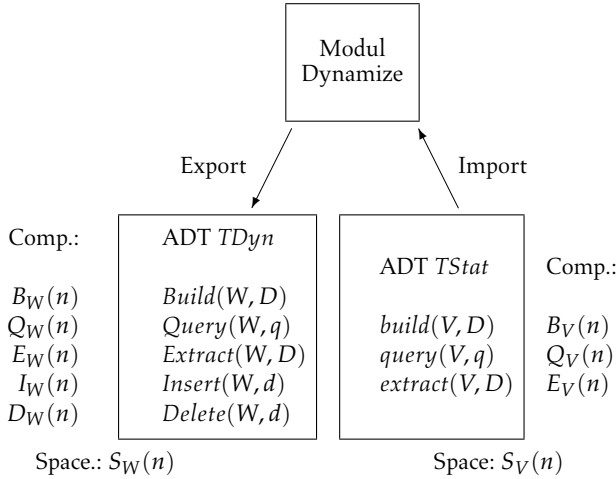 Modul
Dynamize
Export
Import
Comp.:
ADT TDyn
B_W(n) Build(W, D)
Q_W(n) Query(W, q)
E_W(n) Extract(W, D)
I_W(n) Insert(W, d)
D_W(n) Delete(W, d)
Space.: S_W(n)
ADT TStat
Comp.:
build(V, D) B_V(n)
query(V, q) Q_V(n)
extract(V, D) E_V(n)
Space: S_V(n)